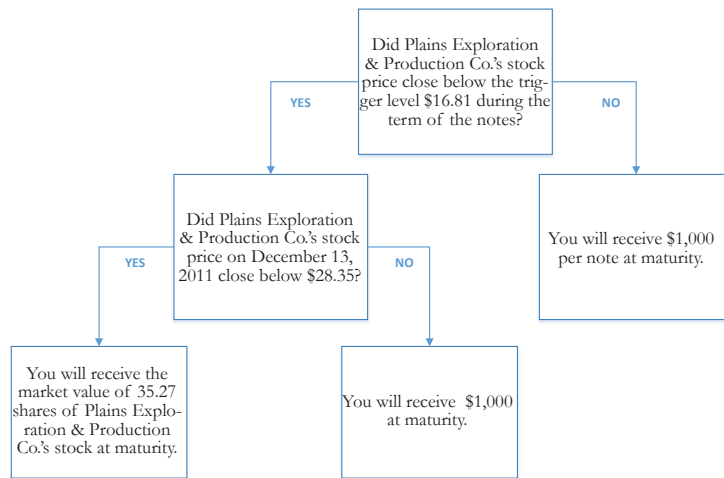 Did Plains Exploration
& Production Co.'s stock
price close below the trig-
ger level $16.81 during the
term of the notes?
YES
NO
Did Plains Exploration
& Production Co.'s stock
price on December 13,
2011 close below $28.35?
You will receive $1,000
per note at maturity.
YES
NO
You will receive the
market value of 35.27
shares of Plains Explo-
ration & Production
Co.'s stock at maturity.
You will receive $1,000
at maturity.